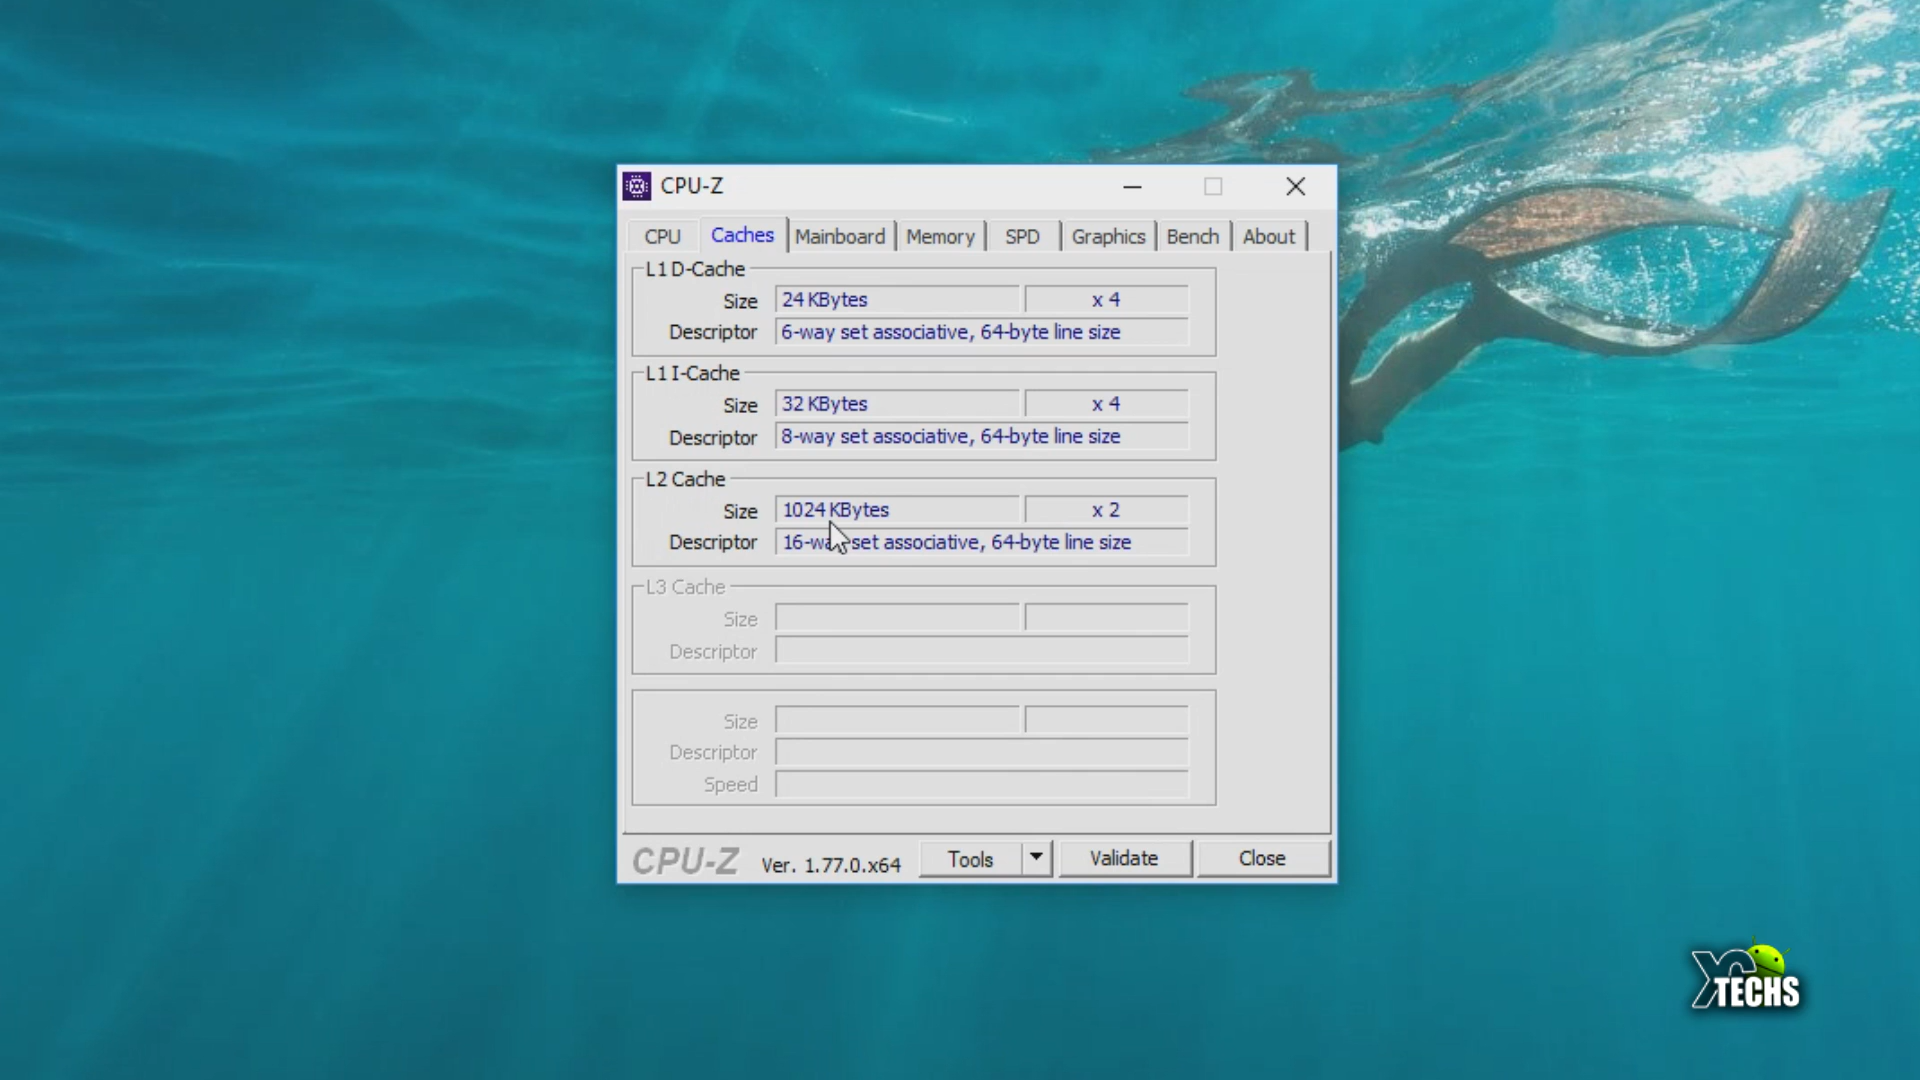 CPU-Z
CPU Caches Mainboard Memory SPD Graphics Bench About
L1 D-Cache
Size 24 KBytes x 4
Descriptor 6-way set associative, 64-byte line size
L1 I-Cache
Size 32 KBytes x 4
Descriptor 8-way set associative, 64-byte line size
L2 Cache
Size 1024 KBytes x 2
Descriptor 16-way set associative, 64-byte line size
L3 Cache
Size
Descriptor
Size
Descriptor
Speed
CPU-Z Ver. 1.77.0.x64 Tools Validate Close
TECHS